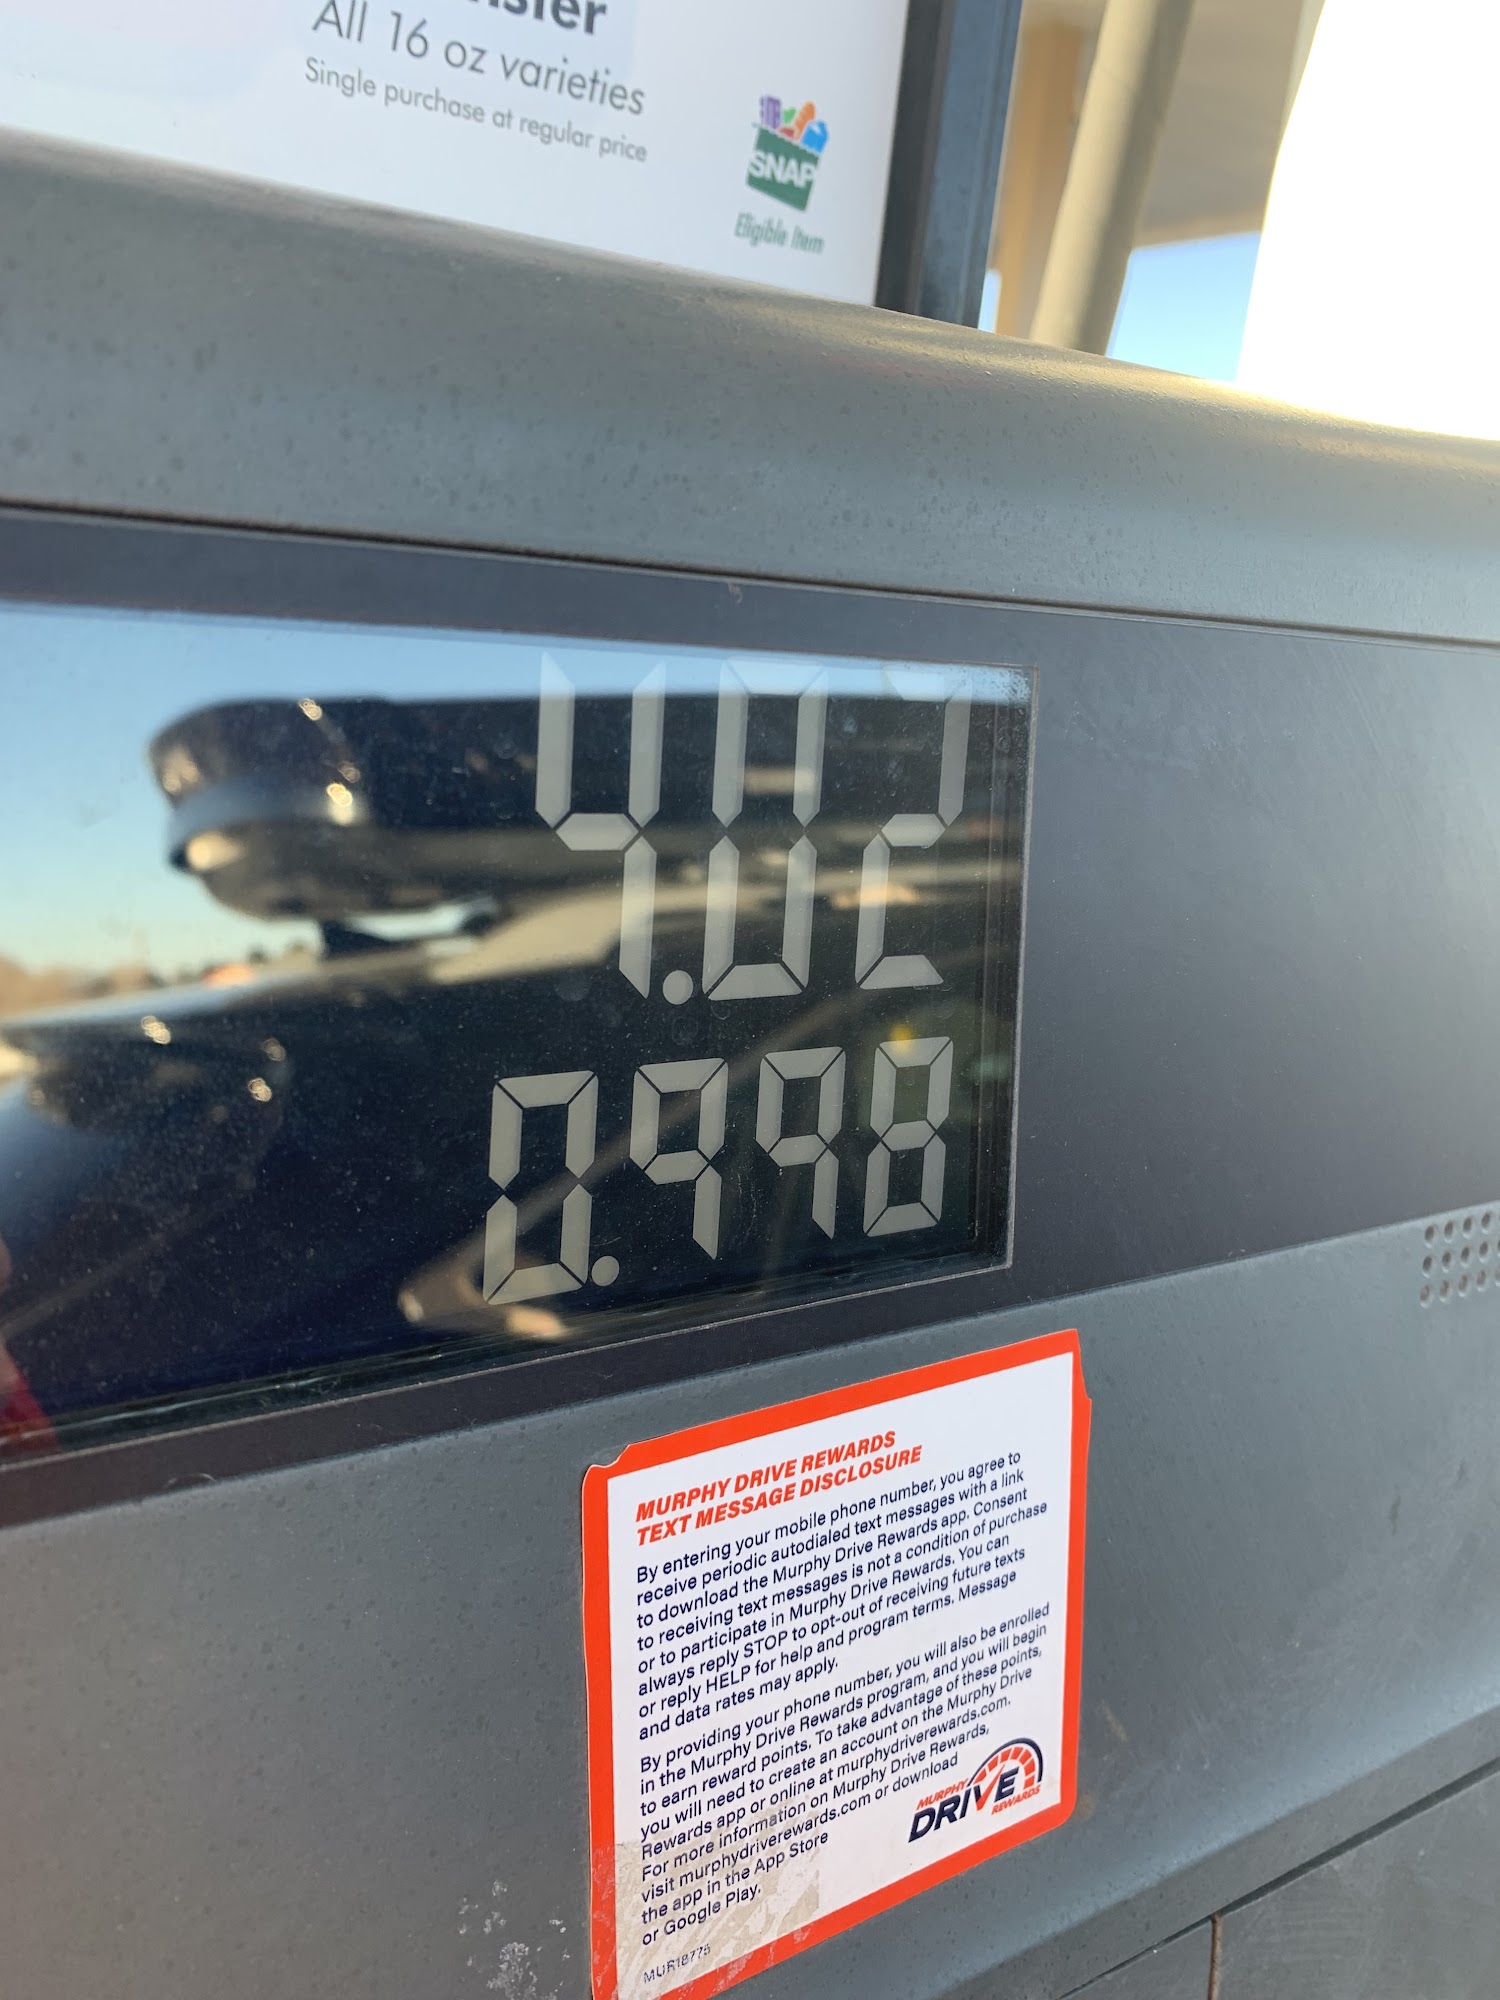 All 16 oz varieties
Single purchase at regular price
SNAP
Eligible Item
4.02
0.998
MURPHY DRIVE REWARDS
TEXT MESSAGE DISCLOSURE
By entering your mobile phone number, you agree to
receive periodic autodialed text messages with a link
to download the Murphy Drive Rewards app. Consent
to receiving text messages is not a condition of purchase
or to participate in Murphy Drive Rewards. You can
always reply STOP to opt-out of receiving future texts
or reply HELP for help and program terms. Message
and data rates may apply.
By providing your phone number, you will also be enrolled
in the Murphy Drive Rewards program, and you will begin
to earn reward points. To take advantage of these points,
you will need to create an account on the Murphy Drive
Rewards app or online at murphydriverewards.com.
For more information on Murphy Drive Rewards,
visit murphydriverewards.com or download
the app in the App Store
or Google Play.
MURPHY
DRIVE
REWARDS
MUR18775